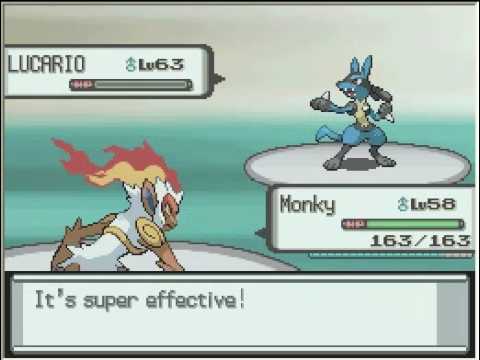 LUCARIO ♂Lv63
HP
Monky ♂Lv58
HP
163/163
It's super effective!